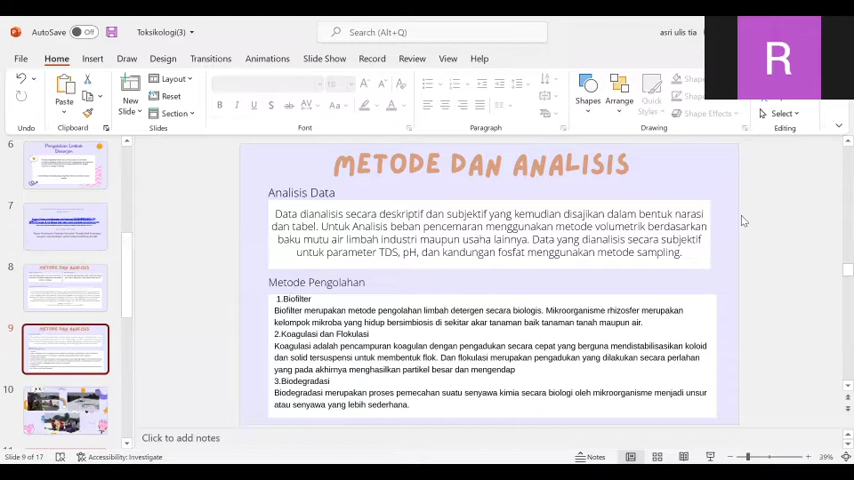 AutoSave
Off
Toksikologi(3)
Search (Alt+Q)
asri ulis tia
R
File
Home
Insert
Draw
Design
Transitions
Animations
Slide Show
Record
Review
View
Help
Paste
New
Slide
Layout
Reset
Section
Shapes
Arrange
Quick
Styles
Shape Effects
Select
Undo
Clipboard
Slides
Font
Paragraph
Drawing
Editing
6
7
8
9
10
METODE DAN ANALISIS
Analisis Data
Data dianalisis secara deskriptif dan subjektif yang kemudian disajikan dalam bentuk narasi
dan tabel. Untuk Analisis beban pencemaran menggunakan metode volumetrik berdasarkan
baku mutu air limbah industri maupun usaha lainnya. Data yang dianalisis secara subjektif
untuk parameter TDS, pH, dan kandungan fosfat menggunakan metode sampling.
Metode Pengolahan
1.Biofilter
Biofilter merupakan metode pengolahan limbah detergen secara biologis. Mikroorganisme rhizosfer merupakan
kelompok mikroba yang hidup bersimbiosis di sekitar akar tanaman baik tanaman tanah maupun air.
2.Koagulasi dan Flokulasi
Koagulasi adalah pencampuran koagulan dengan pengadukan secara cepat yang berguna mendistabilisasikan koloid
dan solid tersuspensi untuk membentuk flok. Dan flokulasi merupakan pengadukan yang dilakukan secara perlahan
yang pada akhirnya menghasilkan partikel besar dan mengendap
3.Biodegradasi
Biodegradasi merupakan proses pemecahan suatu senyawa kimia secara biologi oleh mikroorganisme menjadi unsur
atau senyawa yang lebih sederhana.
Click to add notes
Slide 9 of 17
Accessibility: Investigate
Notes
39%